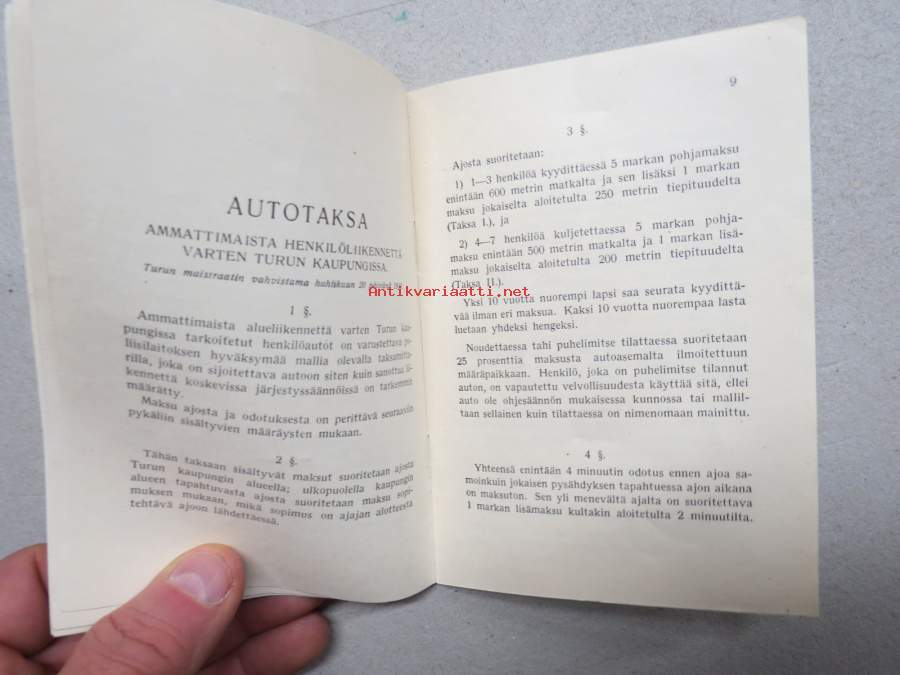 AUTOTAKSA
AMMATTIMAISTA HENKILÖLIIKENNETTÄ
VARTEN TURUN KAUPUNGISSA.
Turun maistraatin vahvistama huhtikuun 20
1 §.
Ammattimaista alueliikennettä varten Turun kau-
pungissa tarkoitetut henkilöautot on varustettava po-
liisilaitoksen hyväksymää mallia olevalla taksamitta-
rilla, joka on sijoitettava autoon siten kuin sanottua lii-
kennettä koskevissa järjestyssäännöissä on tarkemmin
määrätty.
Maksu ajosta ja odotuksesta on perittävä seuraaviin
pykäliin sisältyvien määräysten mukaan.
2 §.
Tähän taksaan sisältyvät maksut suoritetaan ajosta
Turun kaupungin alueella; ulkopuolella kaupungin
alueen tapahtuvasta ajosta suoritetaan maksu sopi-
muksen mukaan, mikä sopimus on ajajan alotteesta
tehtävä ajoon lähdettäessä.
9
3 §.
Ajosta suoritetaan:
1) 1—3 henkilöä kyydittäessä 5 markan pohjamaksu
enintään 600 metrin matkalta ja sen lisäksi 1 markan
maksu jokaiselta aloitetulta 250 metrin tiepituudelta
(Taksa I.), ja
2) 4—7 henkilöä kuljetettaessa 5 markan pohja-
maksu enintään 500 metrin matkalta ja 1 markan lisä-
maksu jokaiselta aloitetulta 200 metrin tiepituudelta
(Taksa II.).
Yksi 10 vuotta nuorempi lapsi saa seurata kyydittä-
vää ilman eri maksua. Kaksi 10 vuotta nuorempaa lasta
luetaan yhdeksi hengeksi.
Noudettaessa tahi puhelimitse tilattaessa suoritetaan
25 prosenttia maksusta autoasemalta ilmoitettuun
määräpaikkaan. Henkilö, joka on puhelimitse tilannut
auton, on vapautettu velvollisuudesta käyttää sitä, ellei
auto ole ohjesäännön mukaisessa kunnossa tai mallil-
taan sellainen kuin tilattaessa on nimenomaan mainittu.
4 §.
Yhteensä enintään 4 minuutin odotus ennen ajoa sa-
moinkuin jokaisen pysähdyksen tapahtuessa ajon aikana
on maksuton. Sen yli menevältä ajalta on suoritettava
1 markan lisämaksu kultakin aloitetulta 2 minuutilta.
Antikvariaatti.net